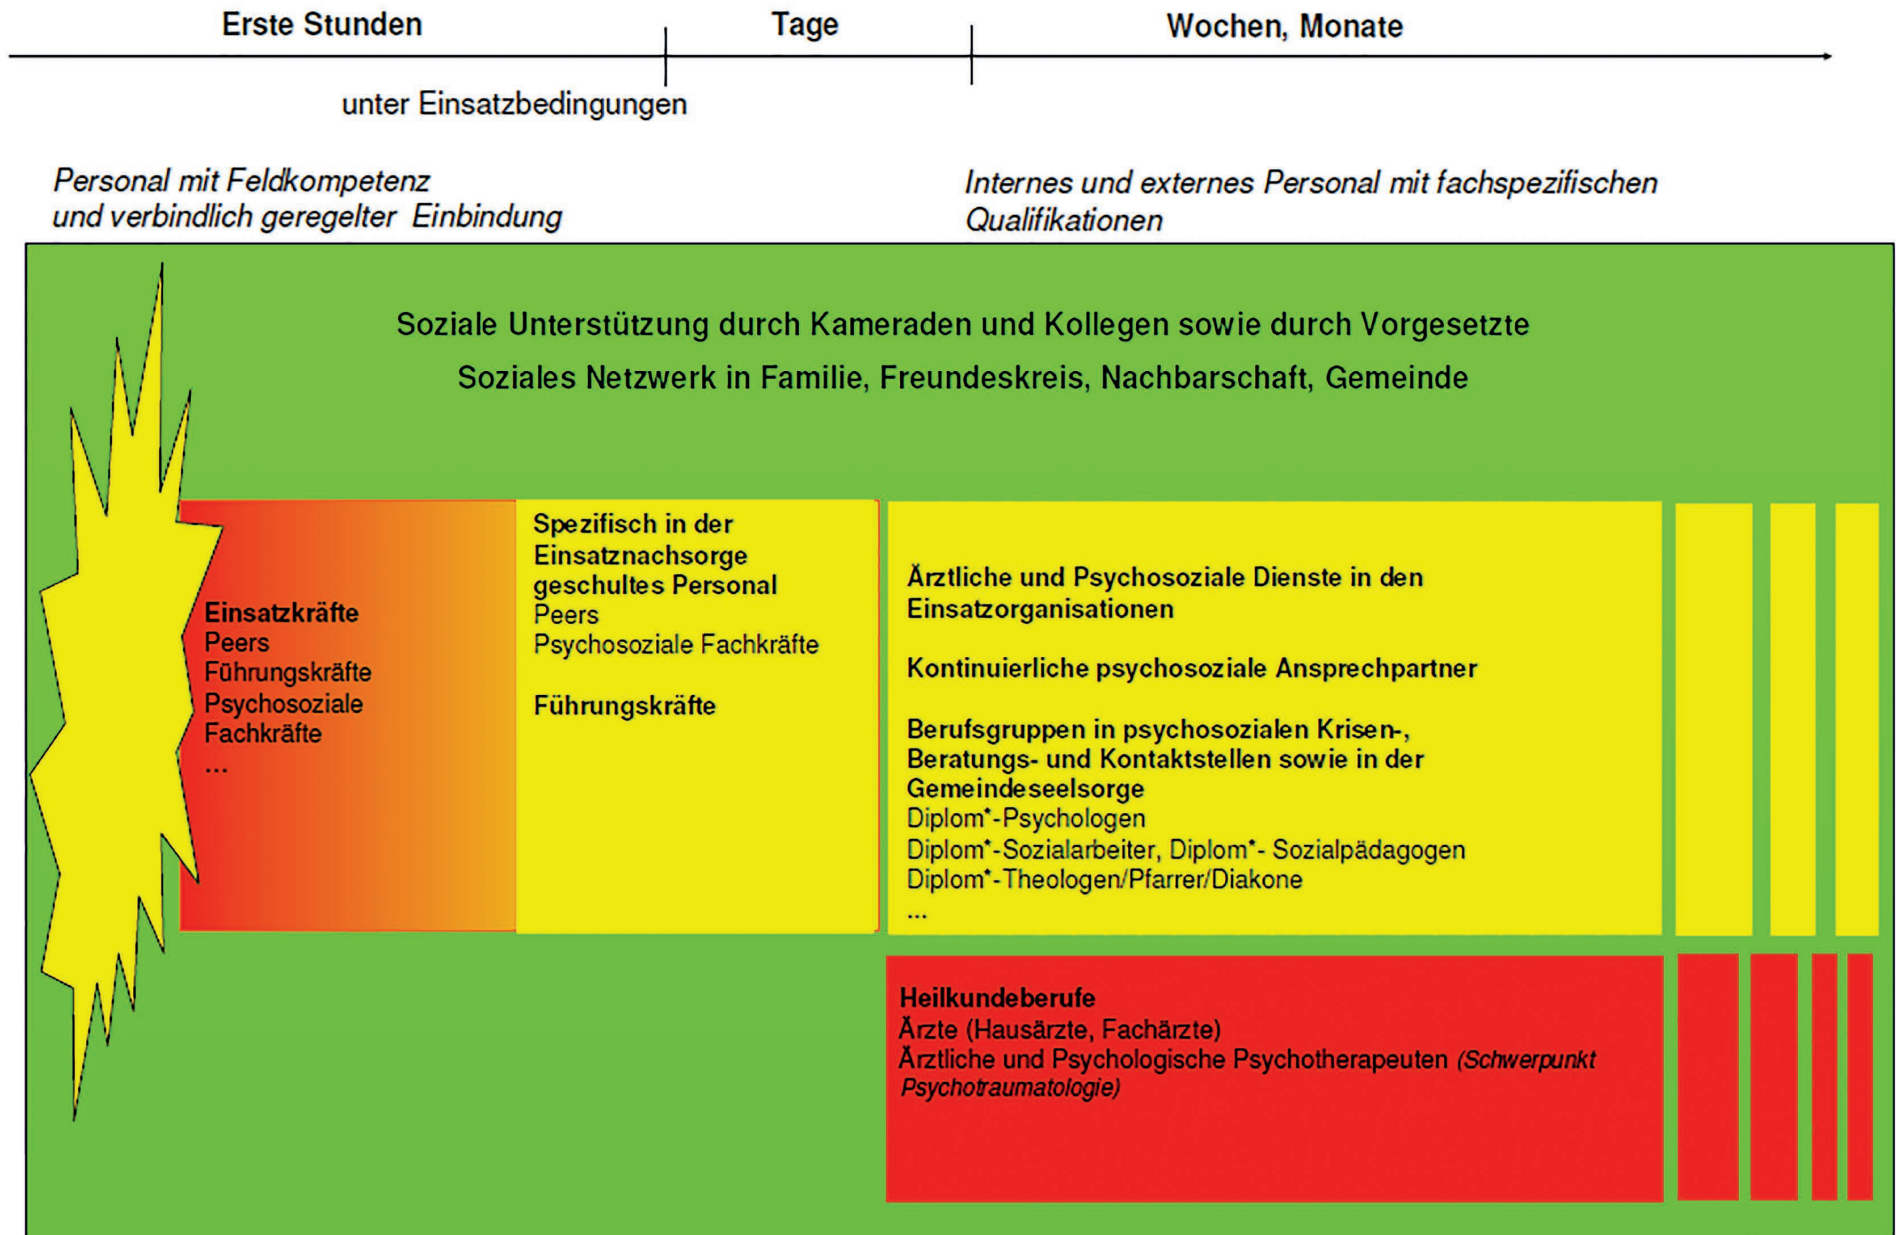 Erste Stunden
Tage
Wochen, Monate
unter Einsatzbedingungen
Personal mit Feldkompetenz
und verbindlich geregelter Einbindung
Internes und externes Personal mit fachspezifischen
Qualifikationen
Soziale Unterstützung durch Kameraden und Kollegen sowie durch Vorgesetzte
Soziales Netzwerk in Familie, Freundeskreis, Nachbarschaft, Gemeinde
Einsatzkräfte
Peers
Führungskräfte
Psychosoziale
Fachkräfte
...
Spezifisch in der
Einsatznachsorge
geschultes Personal
Peers
Psychosoziale Fachkräfte
Führungskräfte
Ärztliche und Psychosoziale Dienste in den
Einsatzorganisationen
Kontinuierliche psychosoziale Ansprechpartner
Berufsgruppen in psychosozialen Krisen-,
Beratungs- und Kontaktstellen sowie in der
Gemeindeseelsorge
Diplom*-Psychologen
Diplom*-Sozialarbeiter, Diplom*- Sozialpädagogen
Diplom*-Theologen/Pfarrer/Diakone
...
Heilkundeberufe
Ärzte (Hausärzte, Fachärzte)
Ärztliche und Psychologische Psychotherapeuten (Schwerpunkt
Psychotraumatologie)